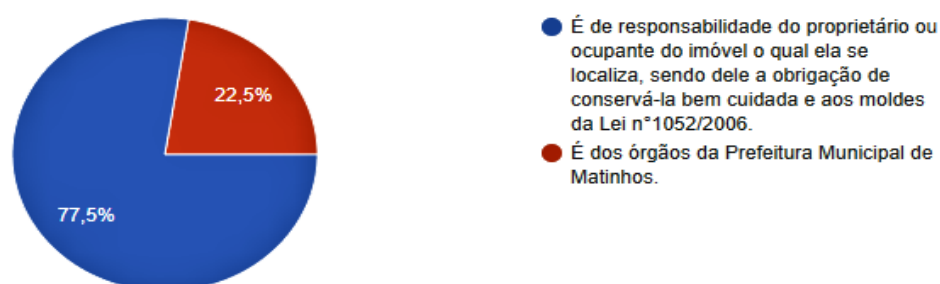 22,5%
77,5%
É de responsabilidade do proprietário ou
ocupante do imóvel o qual ela se
localiza, sendo dele a obrigação de
conservá-la bem cuidada e aos moldes
da Lei n°1052/2006.
É dos órgãos da Prefeitura Municipal de
Matinhos.